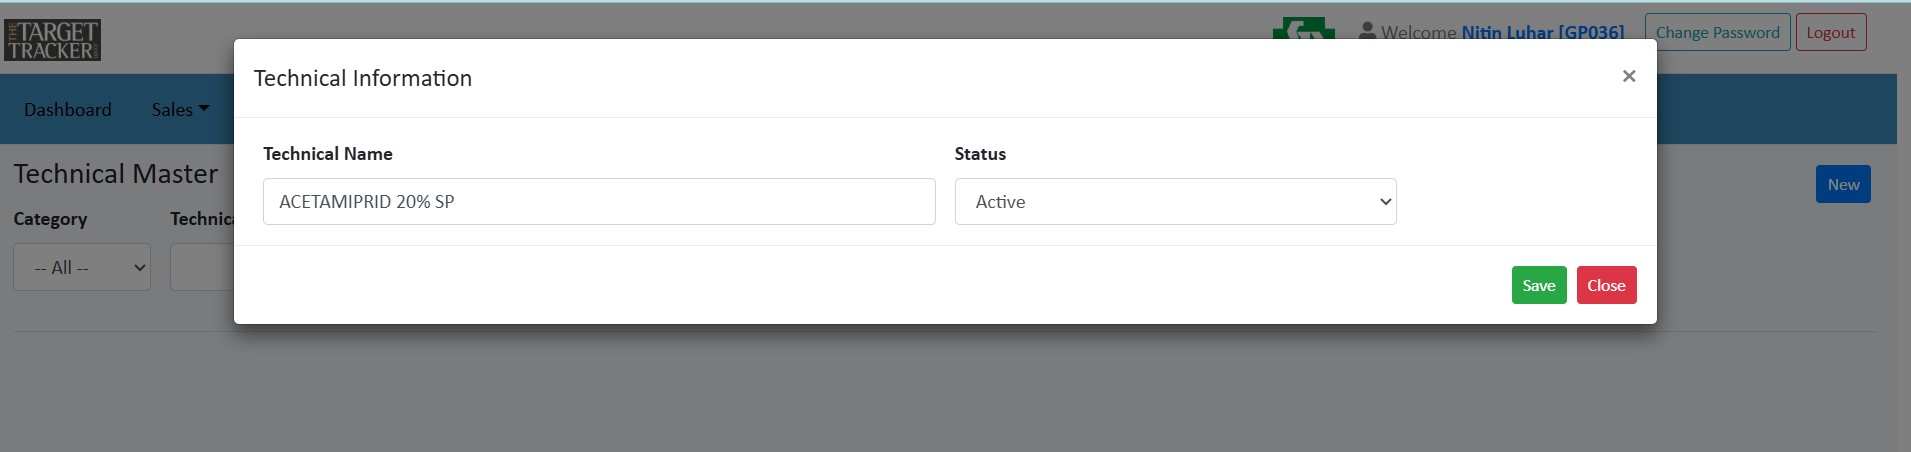 THE TARGET
TRACKER
Welcome Nitin Luhar [GP036]
Change Password
Logout
Dashboard
Sales
Technical Information
×
Technical Name
Status
ACETAMIPRID 20% SP
Active
Save
Close
Technical Master
New
Category
Technica
-- All --